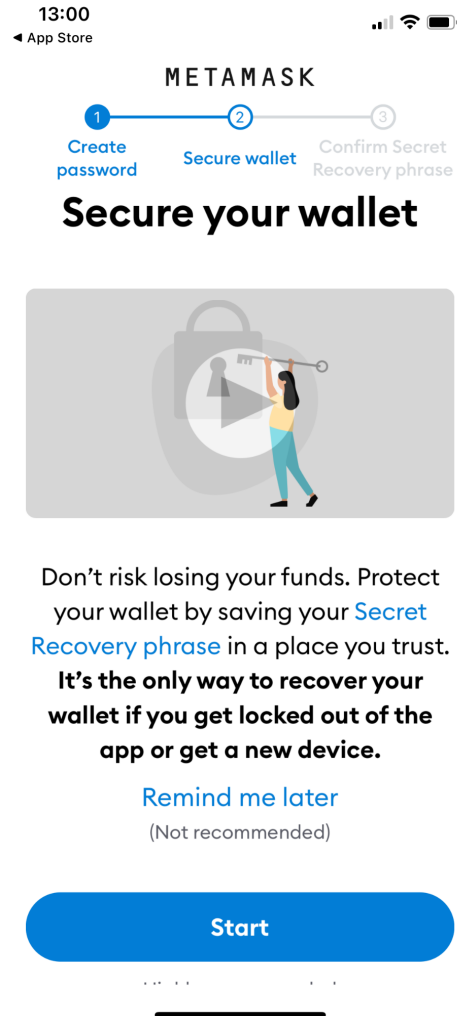 13:00
◀ App Store
METAMASK
1 2 3
Create
password
Secure wallet
Confirm Secret
Recovery phrase
Secure your wallet
Don't risk losing your funds. Protect
your wallet by saving your Secret
Recovery phrase in a place you trust.
It's the only way to recover your
wallet if you get locked out of the
app or get a new device.
Remind me later
(Not recommended)
Start